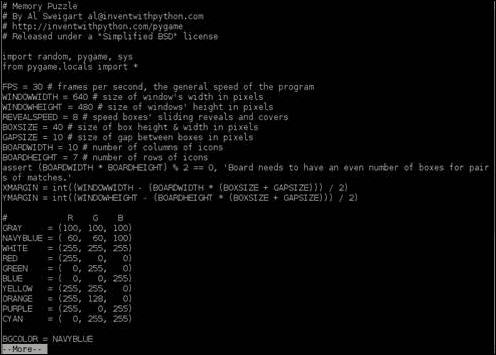 # Memory Puzzle
# By Al Sweigart al@inventwithpython.com
# http://inventwithpython.com/pygame
# Released under a "Simplified BSD" license

import random, pygame, sys
from pygame.locals import *

FPS = 30 # frames per second, the general speed of the program
WINDOWWIDTH = 640 # size of window's width in pixels
WINDOWHEIGHT = 480 # size of windows' height in pixels
REVEALSPEED = 8 # speed boxes' sliding reveals and covers
BOXSIZE = 40 # size of box height & width in pixels
GAPSIZE = 10 # size of gap between boxes in pixels
BOARDWIDTH = 10 # number of columns of icons
BOARDHEIGHT = 7 # number of rows of icons
assert (BOARDWIDTH * BOARDHEIGHT) % 2 == 0, 'Board needs to have an even number of boxes for pair
s of matches.'
XMARGIN = int((WINDOWWIDTH - (BOARDWIDTH * (BOXSIZE + GAPSIZE))) / 2)
YMARGIN = int((WINDOWHEIGHT - (BOARDHEIGHT * (BOXSIZE + GAPSIZE))) / 2)

#            R    G    B
GRAY     = (100, 100, 100)
NAVYBLUE = ( 60,  60, 100)
WHITE    = (255, 255, 255)
RED      = (255,   0,   0)
GREEN    = (  0, 255,   0)
BLUE     = (  0,   0, 255)
YELLOW   = (255, 255,   0)
ORANGE   = (255, 128,   0)
PURPLE   = (255,   0, 255)
CYAN     = (  0, 255, 255)

BGCOLOR = NAVYBLUE
--More--